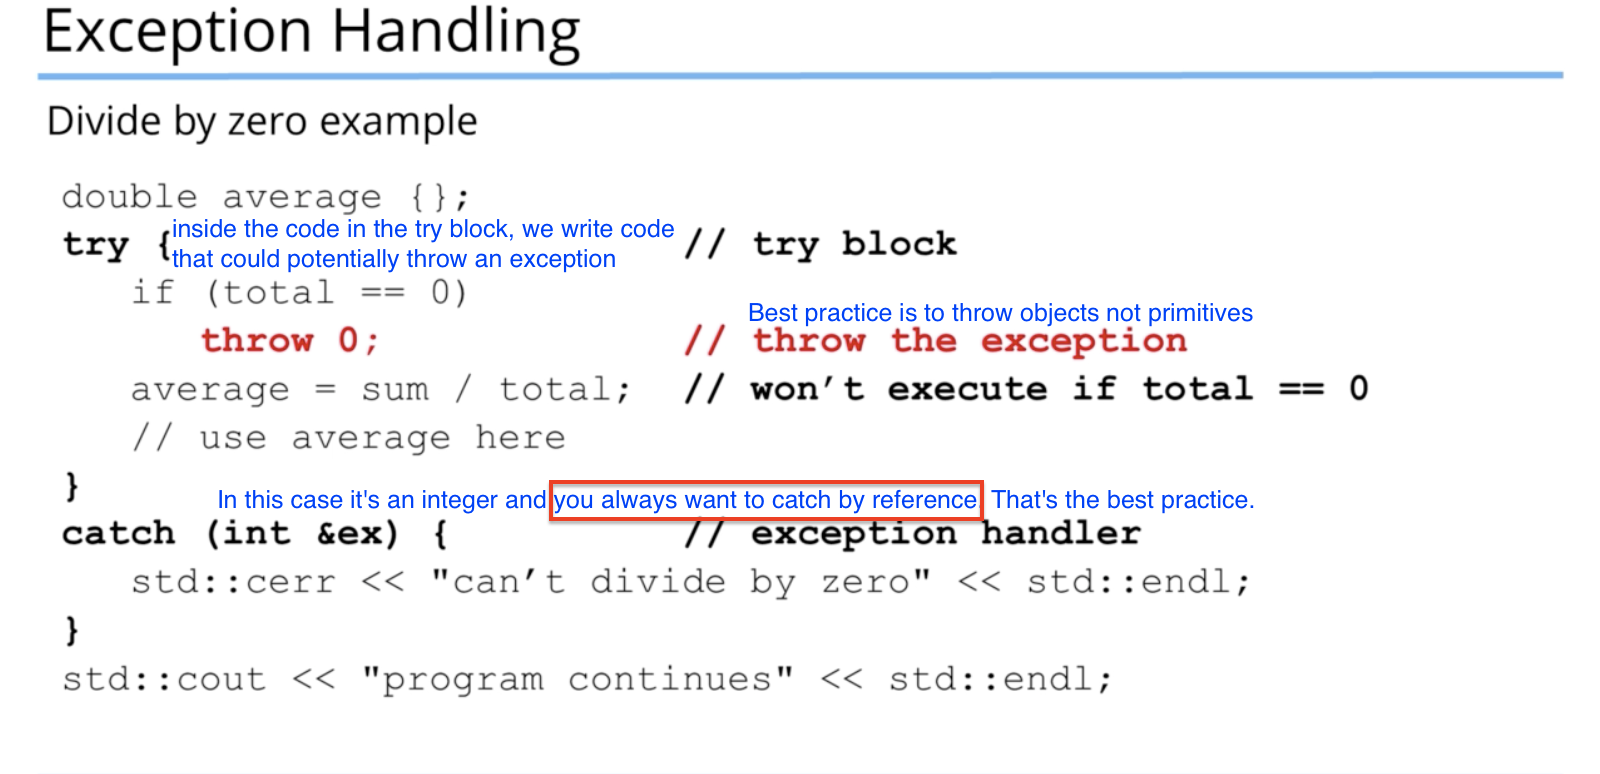 Exception Handling
Divide by zero example
double average {};
inside the code in the try block, we write code
try { // try block
that could potentially throw an exception
if (total == 0)
Best practice is to throw objects not primitives
throw 0; // throw the exception
average = sum / total; // won't execute if total == 0
// use average here
}
In this case it's an integer and you always want to catch by reference. That's the best practice.
catch (int &ex) { // exception handler
std::cerr << "can't divide by zero" << std::endl;
}
std::cout << "program continues" << std::endl;